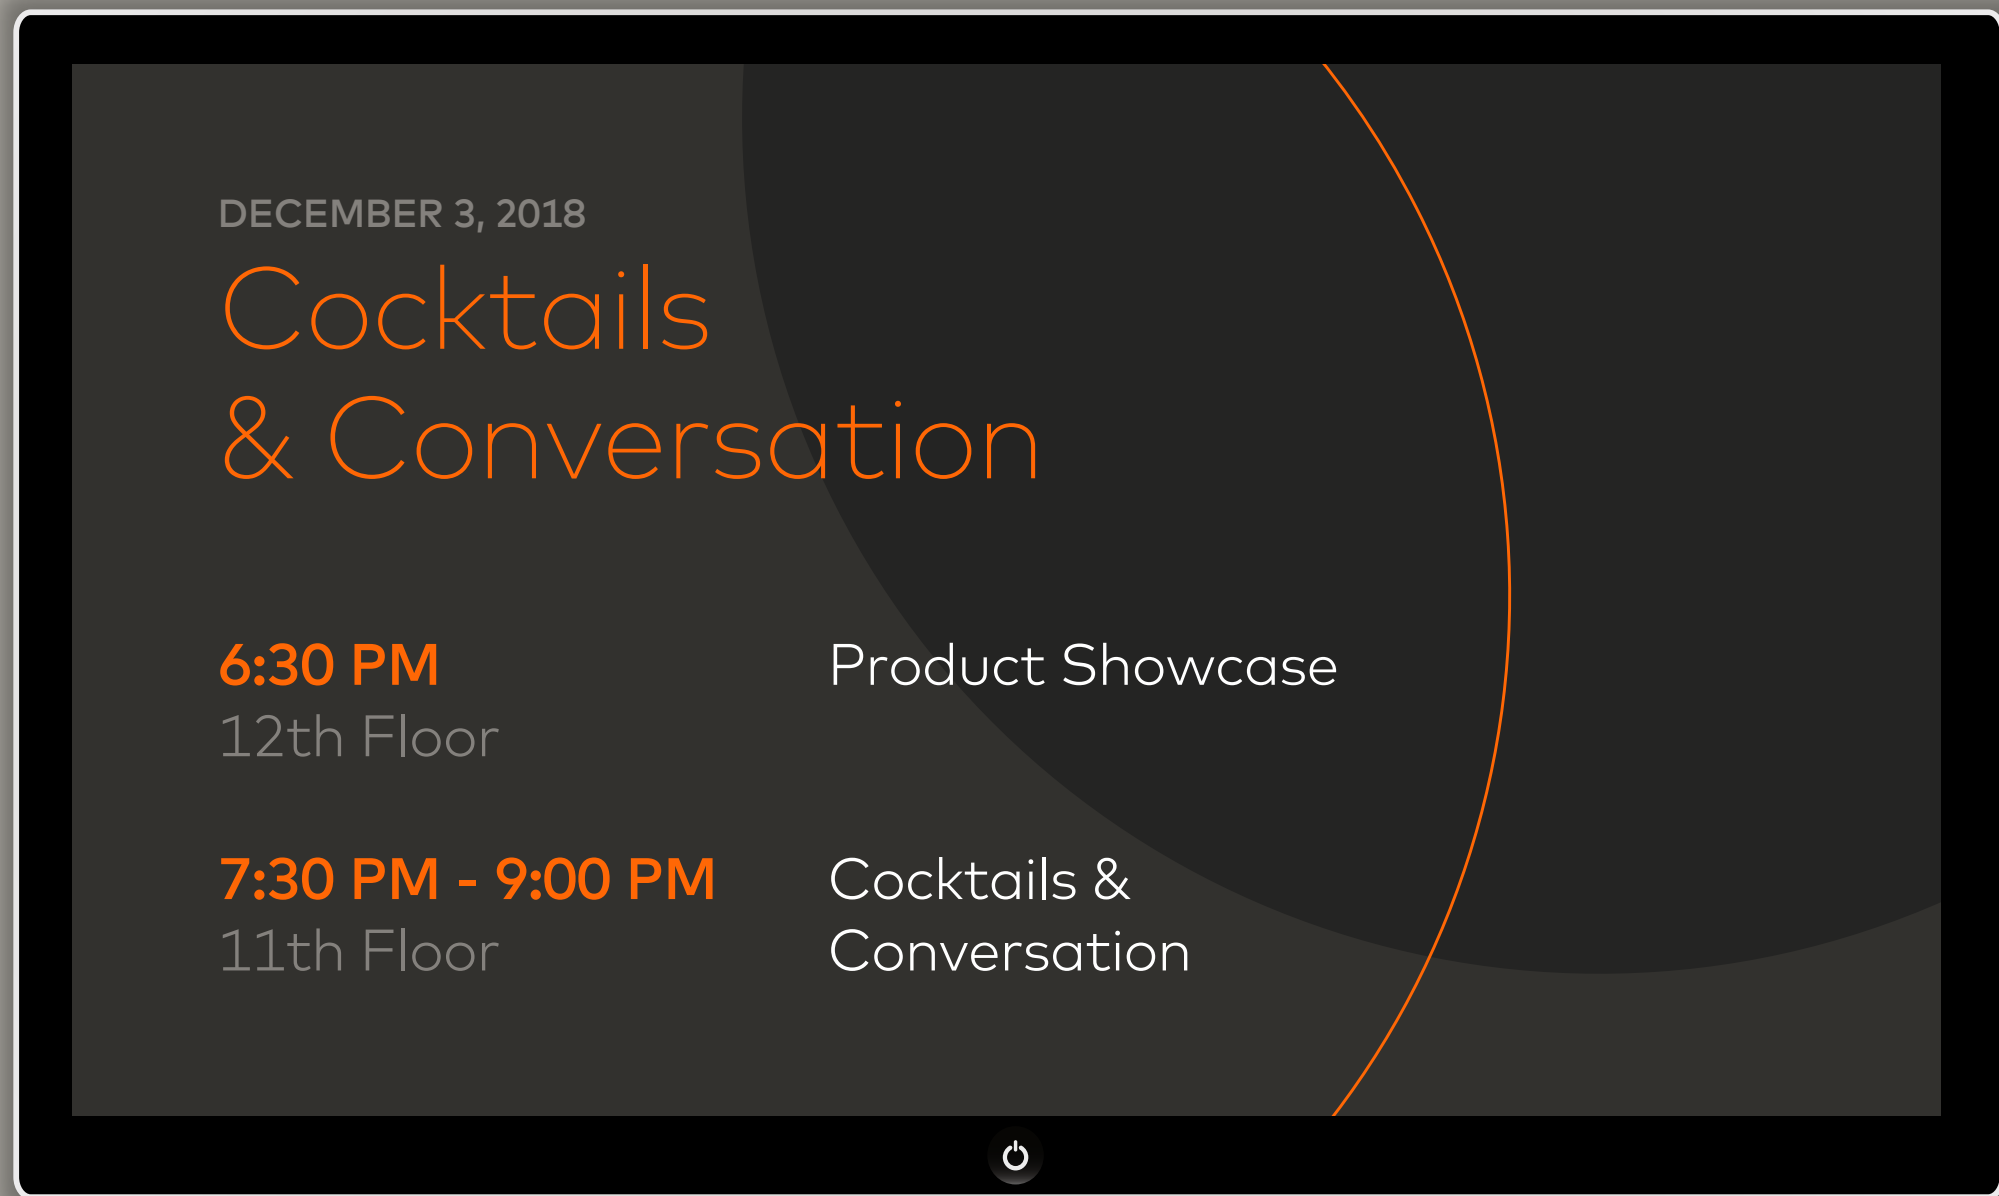 DECEMBER 3, 2018
Cocktails
& Conversation
6:30 PM
12th Floor
Product Showcase
7:30 PM - 9:00 PM
11th Floor
Cocktails &
Conversation